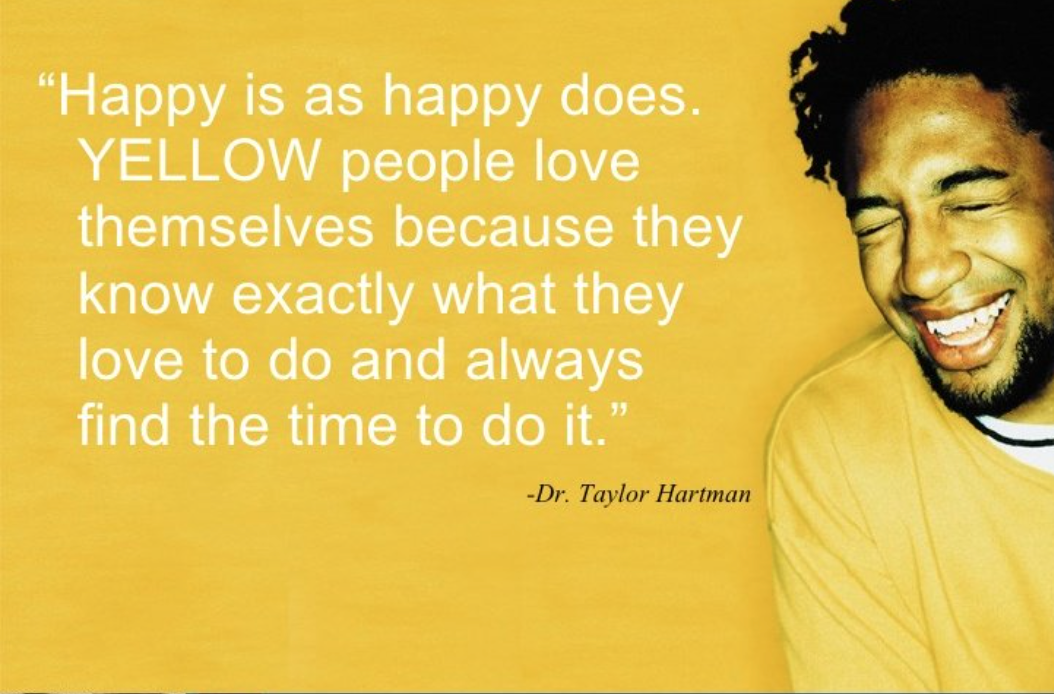 “Happy is as happy does.
YELLOW people love
themselves because they
know exactly what they
love to do and always
find the time to do it.”
-Dr. Taylor Hartman